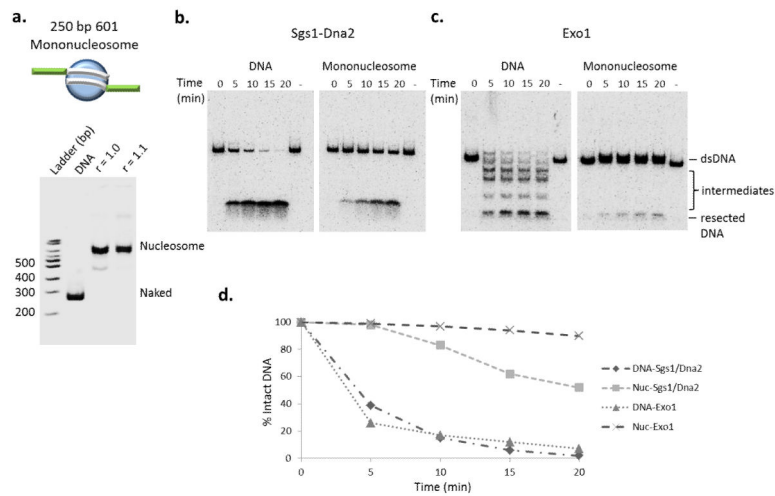 a.
250 bp 601
Mononucleosome
Ladder (bp)
DNA
r = 1.0
r = 1.1
Nucleosome
500
400
300
200
Naked
b.
Sgs1-Dna2
DNA Mononucleosome
Time 0 5 10 15 20 - 0 5 10 15 20 -
(min)
c.
Exo1
DNA Mononucleosome
Time 0 5 10 15 20 - 0 5 10 15 20 -
(min)
dsDNA
intermediates
resected
DNA
d.
% Intact DNA
100
80
60
40
20
0
0 5 10 15 20
Time (min)
DNA-Sgs1/Dna2
Nuc-Sgs1/Dna2
DNA-Exo1
Nuc-Exo1